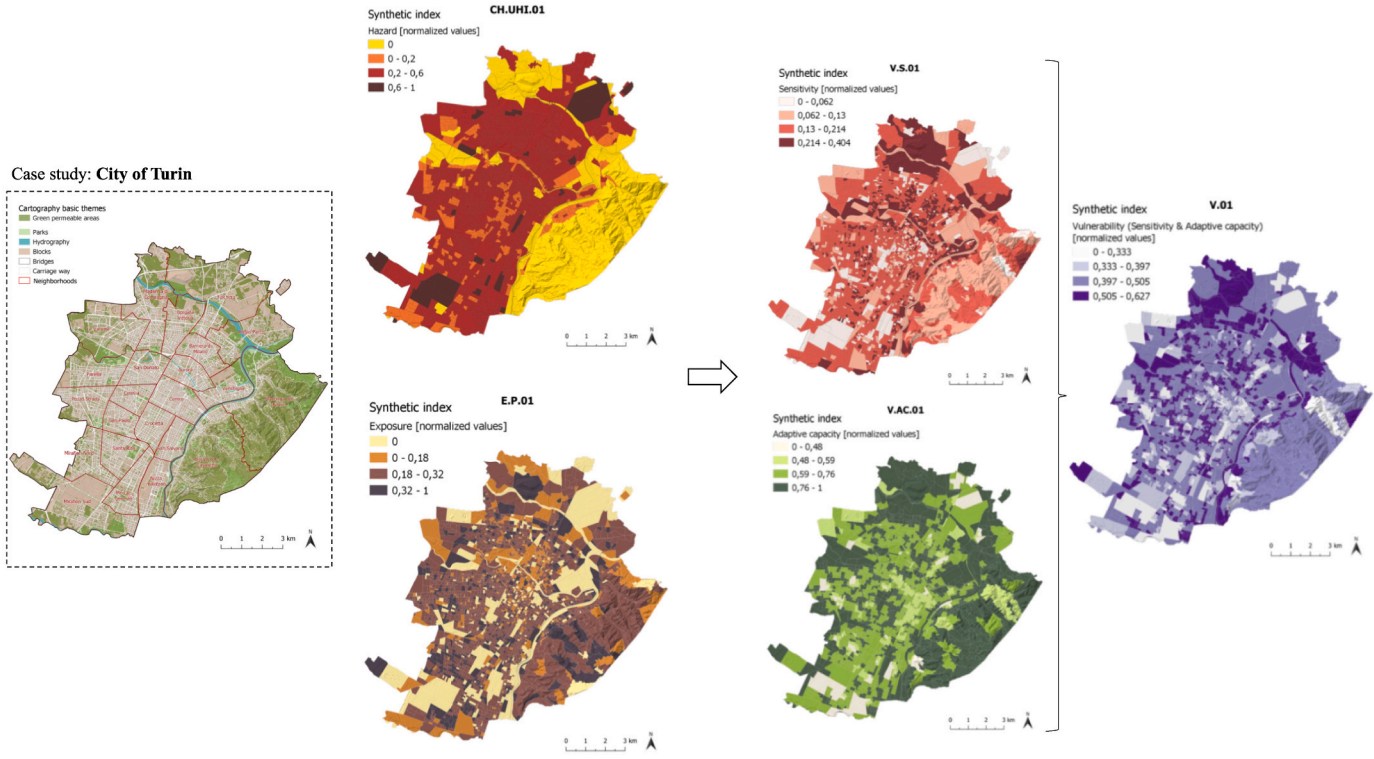 Case study: City of Turin
Cartography basic themes
Green permeable areas
Parks
Hydrography
Blocks
Bridges
Carriage way
Neighborhoods
0 1 2 3 km
N
CH.UHI.01
Synthetic index
Hazard [normalized values]
0
0 - 0,2
0,2 - 0,6
0,6 - 1
0 1 2 3 km
N
E.P.01
Synthetic index
Exposure [normalized values]
0
0 - 0,18
0,18 - 0,32
0,32 - 1
0 1 2 3 km
N
V.S.01
Synthetic index
Sensitivity [normalized values]
0 - 0,062
0,062 - 0,13
0,13 - 0,214
0,214 - 0,404
0 1 2 3 km
N
V.AC.01
Synthetic index
Adaptive capacity [normalized values]
0 - 0,48
0,48 - 0,59
0,59 - 0,76
0,76 - 1
0 1 2 3 km
N
V.01
Synthetic index
Vulnerability (Sensitivity & Adaptive capacity)
[normalized values]
0 - 0,333
0,333 - 0,397
0,397 - 0,505
0,505 - 0,627
0 1 2 3 km
N